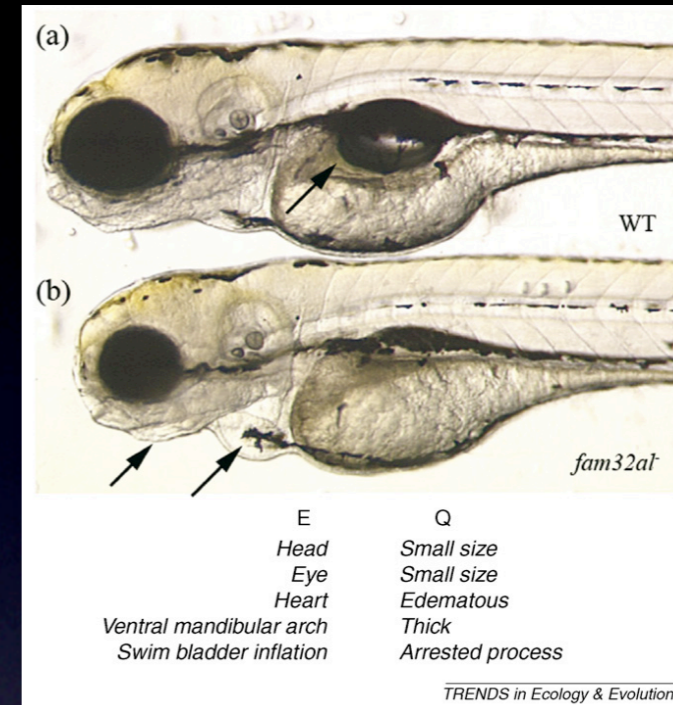 (a)
WT
(b)
fam32al-
E Q
Head Small size
Eye Small size
Heart Edematous
Ventral mandibular arch Thick
Swim bladder inflation Arrested process
TRENDS in Ecology & Evolution